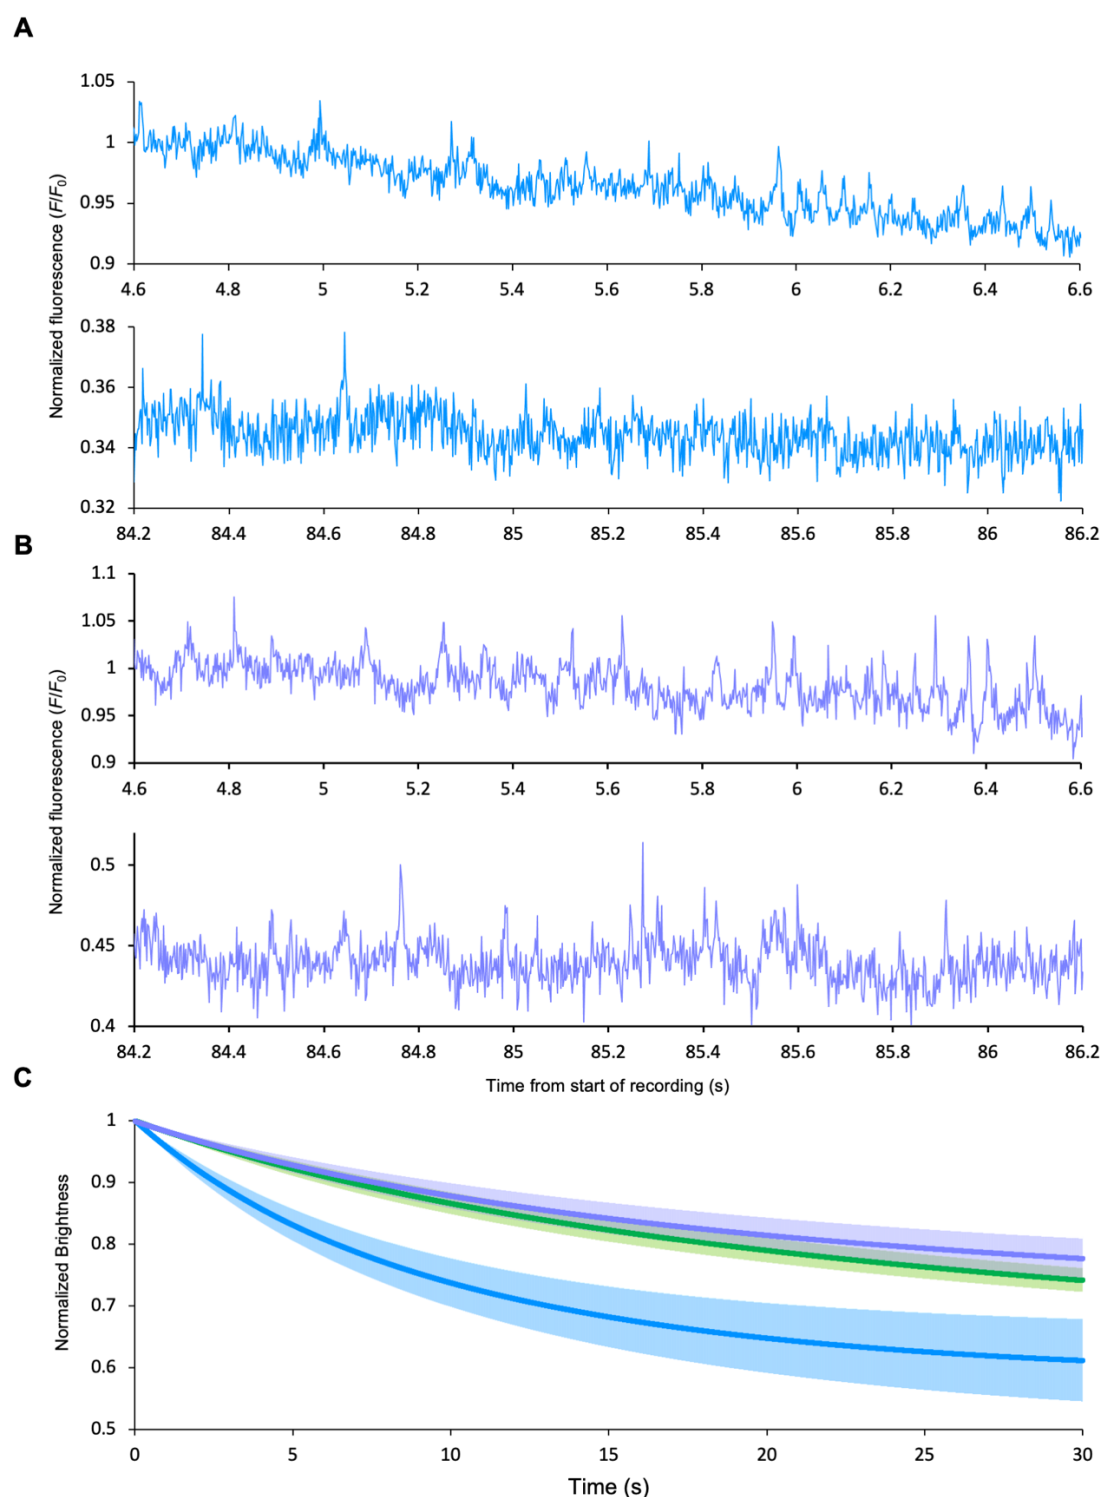 A
Normalized fluorescence (F/F0)
1.05
1
0.95
0.9
4.6 4.8 5 5.2 5.4 5.6 5.8 6 6.2 6.4 6.6
0.38
0.36
0.34
0.32
84.2 84.4 84.6 84.8 85 85.2 85.4 85.6 85.8 86 86.2
B
Normalized fluorescence (F/F0)
1.1
1.05
1
0.95
0.9
4.6 4.8 5 5.2 5.4 5.6 5.8 6 6.2 6.4 6.6
0.5
0.45
0.4
84.2 84.4 84.6 84.8 85 85.2 85.4 85.6 85.8 86 86.2
Time from start of recording (s)
C
Normalized Brightness
1
0.9
0.8
0.7
0.6
0.5
0 5 10 15 20 25 30
Time (s)